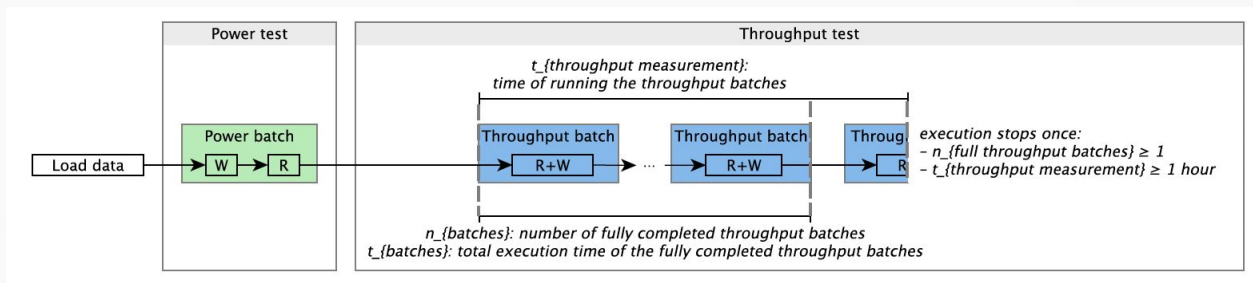 Power test
Throughput test
t_{throughput measurement}:
time of running the throughput batches
Power batch
Throughput batch
Throughput batch
Throug
execution stops once:
- n_{full throughput batches} ≥ 1
- t_{throughput measurement} ≥ 1 hour
Load data
W
R
R+W
...
R+W
R
n_{batches}: number of fully completed throughput batches
t_{batches}: total execution time of the fully completed throughput batches